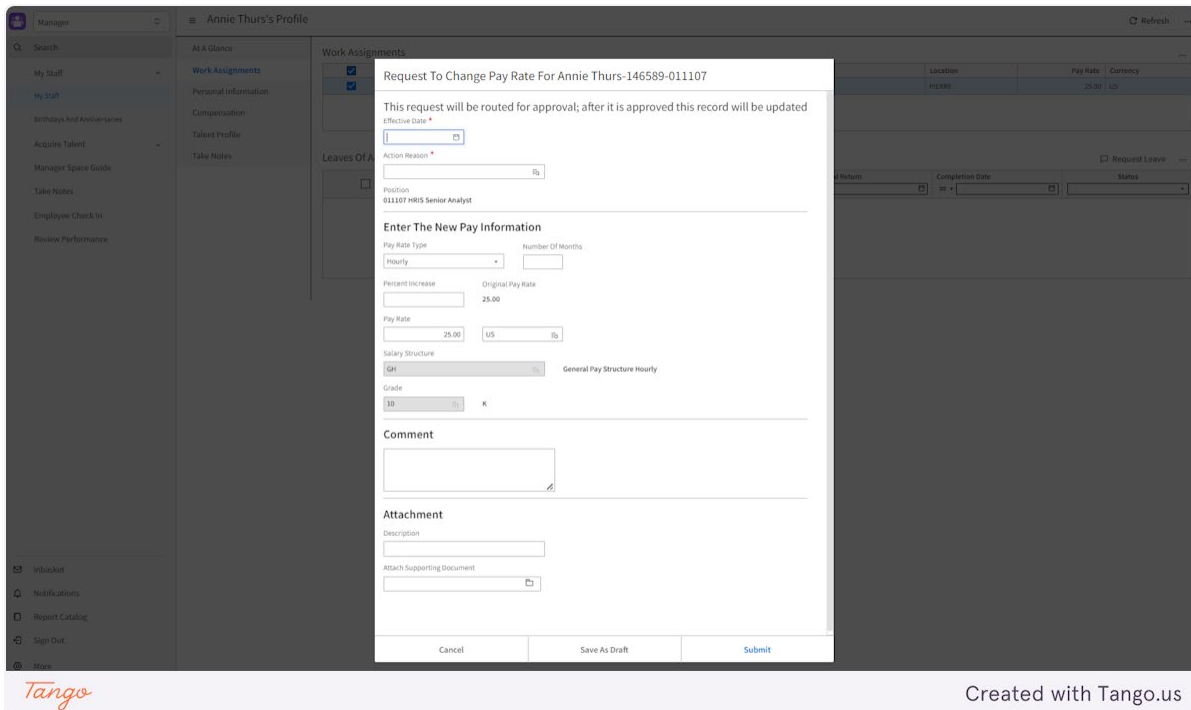 Manager
Annie Thurs's Profile
Refresh
Search
My Staff
My Staff
Birthdays And Anniversaries
Acquire Talent
Manager Space Guide
Take Notes
Employee Check In
Review Performance
Inbasket
Notifications
Report Catalog
Sign Out
More
At A Glance
Work Assignments
Personal Information
Compensation
Talent Profile
Take Notes
Work Assignments
Location Pay Rate Currency
25.00 US
Leaves Of A
Request Leave
d Return Completion Date Status
Request To Change Pay Rate For Annie Thurs-146589-011107
This request will be routed for approval; after it is approved this record will be updated
Effective Date *
Action Reason *
Position
011107 HRIS Senior Analyst
Enter The New Pay Information
Pay Rate Type Number Of Months
Hourly
Percent Increase Original Pay Rate
25.00
Pay Rate
25.00 US
Salary Structure
GH General Pay Structure Hourly
Grade
10 K
Comment
Attachment
Description
Attach Supporting Document
Cancel Save As Draft Submit
Tango
Created with Tango.us